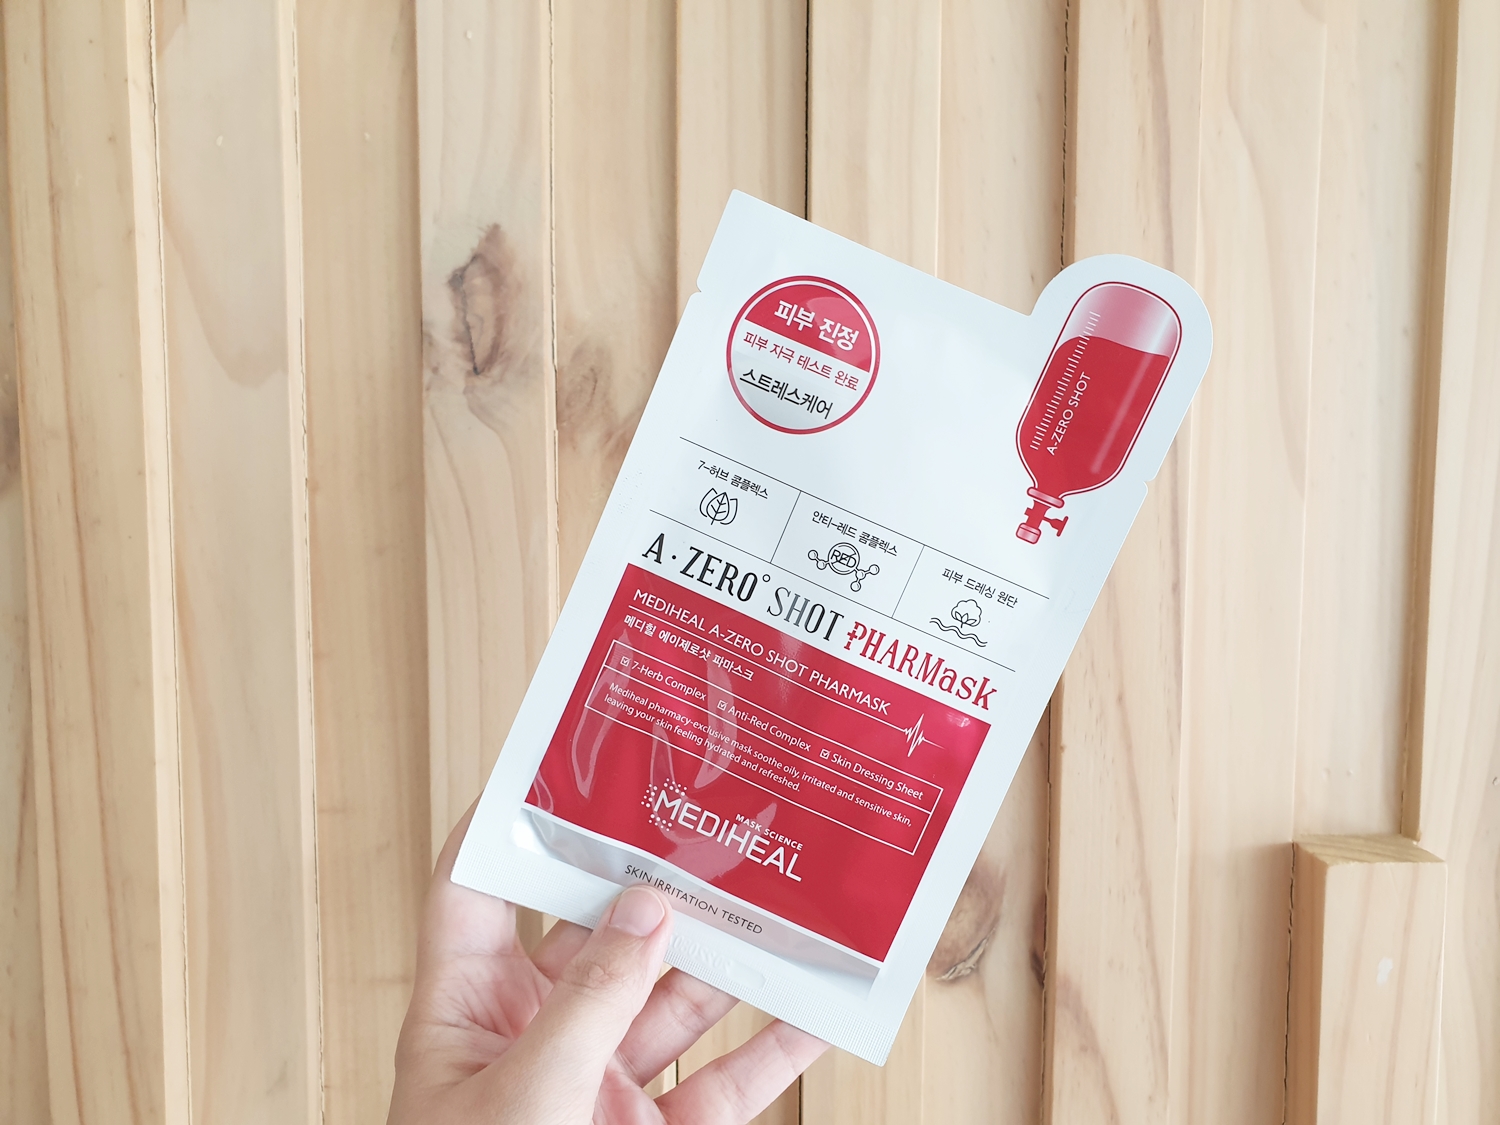 피부 진정
피부 자극 테스트 완료
스트레스케어
A-ZERO SHOT
7-허브 콤플렉스
안티-레드 콤플렉스
RED
피부 드레싱 원단
A·ZERO° SHOT PHARMask
MEDIHEAL A-ZERO SHOT PHARMASK
메디힐 에이제로샷 파마스크
☑ 7-Herb Complex ☑ Anti-Red Complex ☑ Skin Dressing Sheet
Mediheal pharmacy-exclusive mask soothe oily, irritated and sensitive skin,
leaving your skin feeling hydrated and refreshed.
MASK SCIENCE
MEDIHEAL
SKIN IRRITATION TESTED